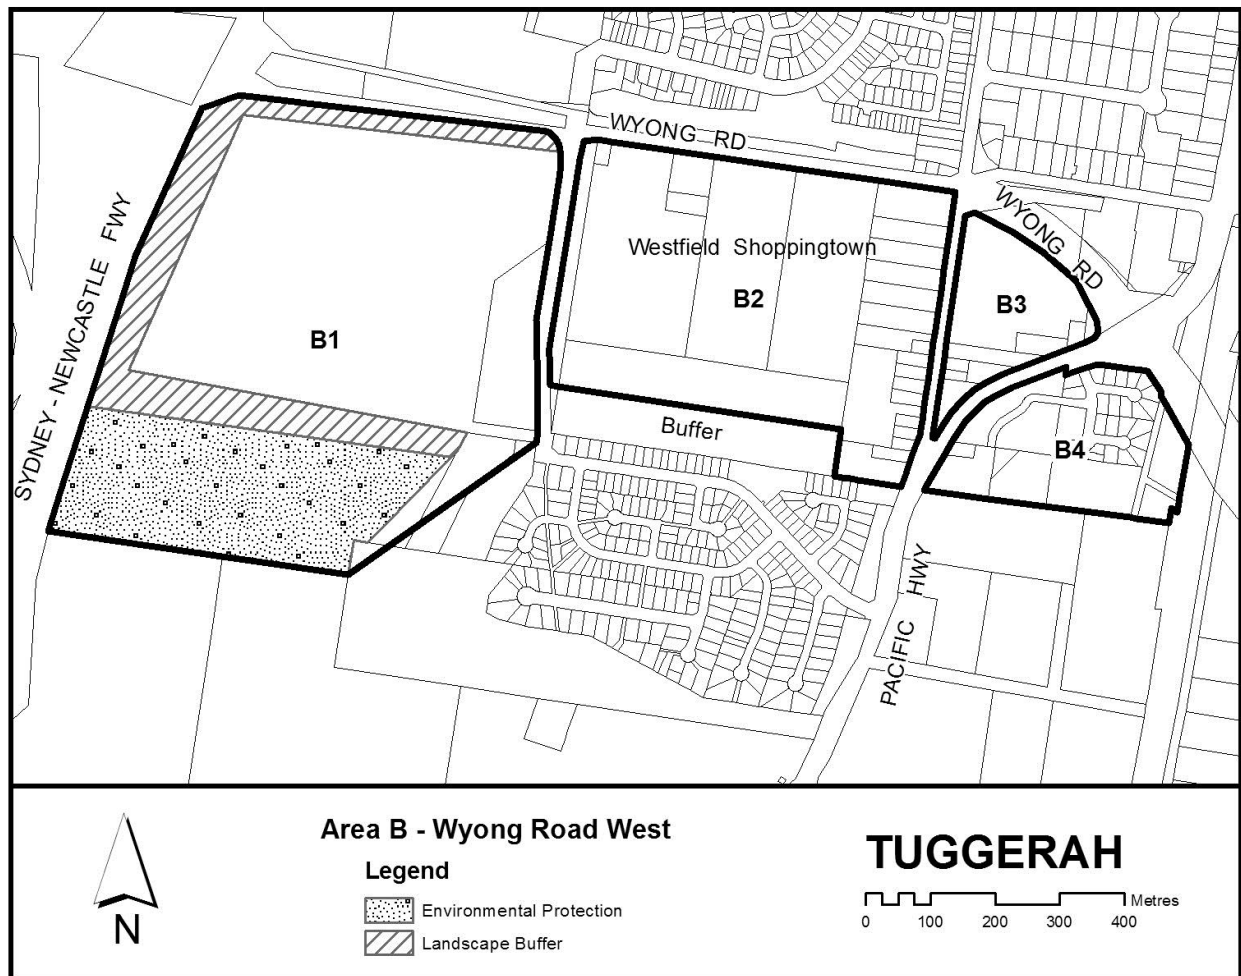 WYONG RD
WYONG RD
SYDNEY - NEWCASTLE FWY
Westfield Shoppingtown
B1
B2
B3
B4
Buffer
PACIFIC HWY
Area B - Wyong Road West
Legend
Environmental Protection
Landscape Buffer
N
TUGGERAH
Metres
0 100 200 300 400